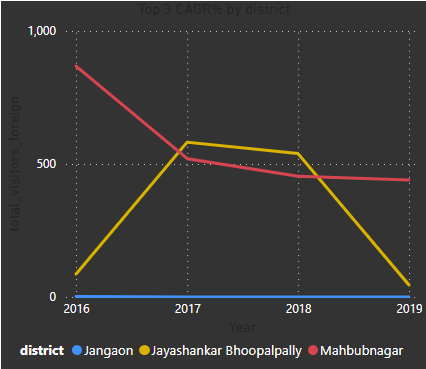 Top 3 CAGR% by district
total_visitors_foreign
1,000
500
0
2016 2017 2018 2019
Year
district Jangaon Jayashankar Bhoopalpally Mahbubnagar